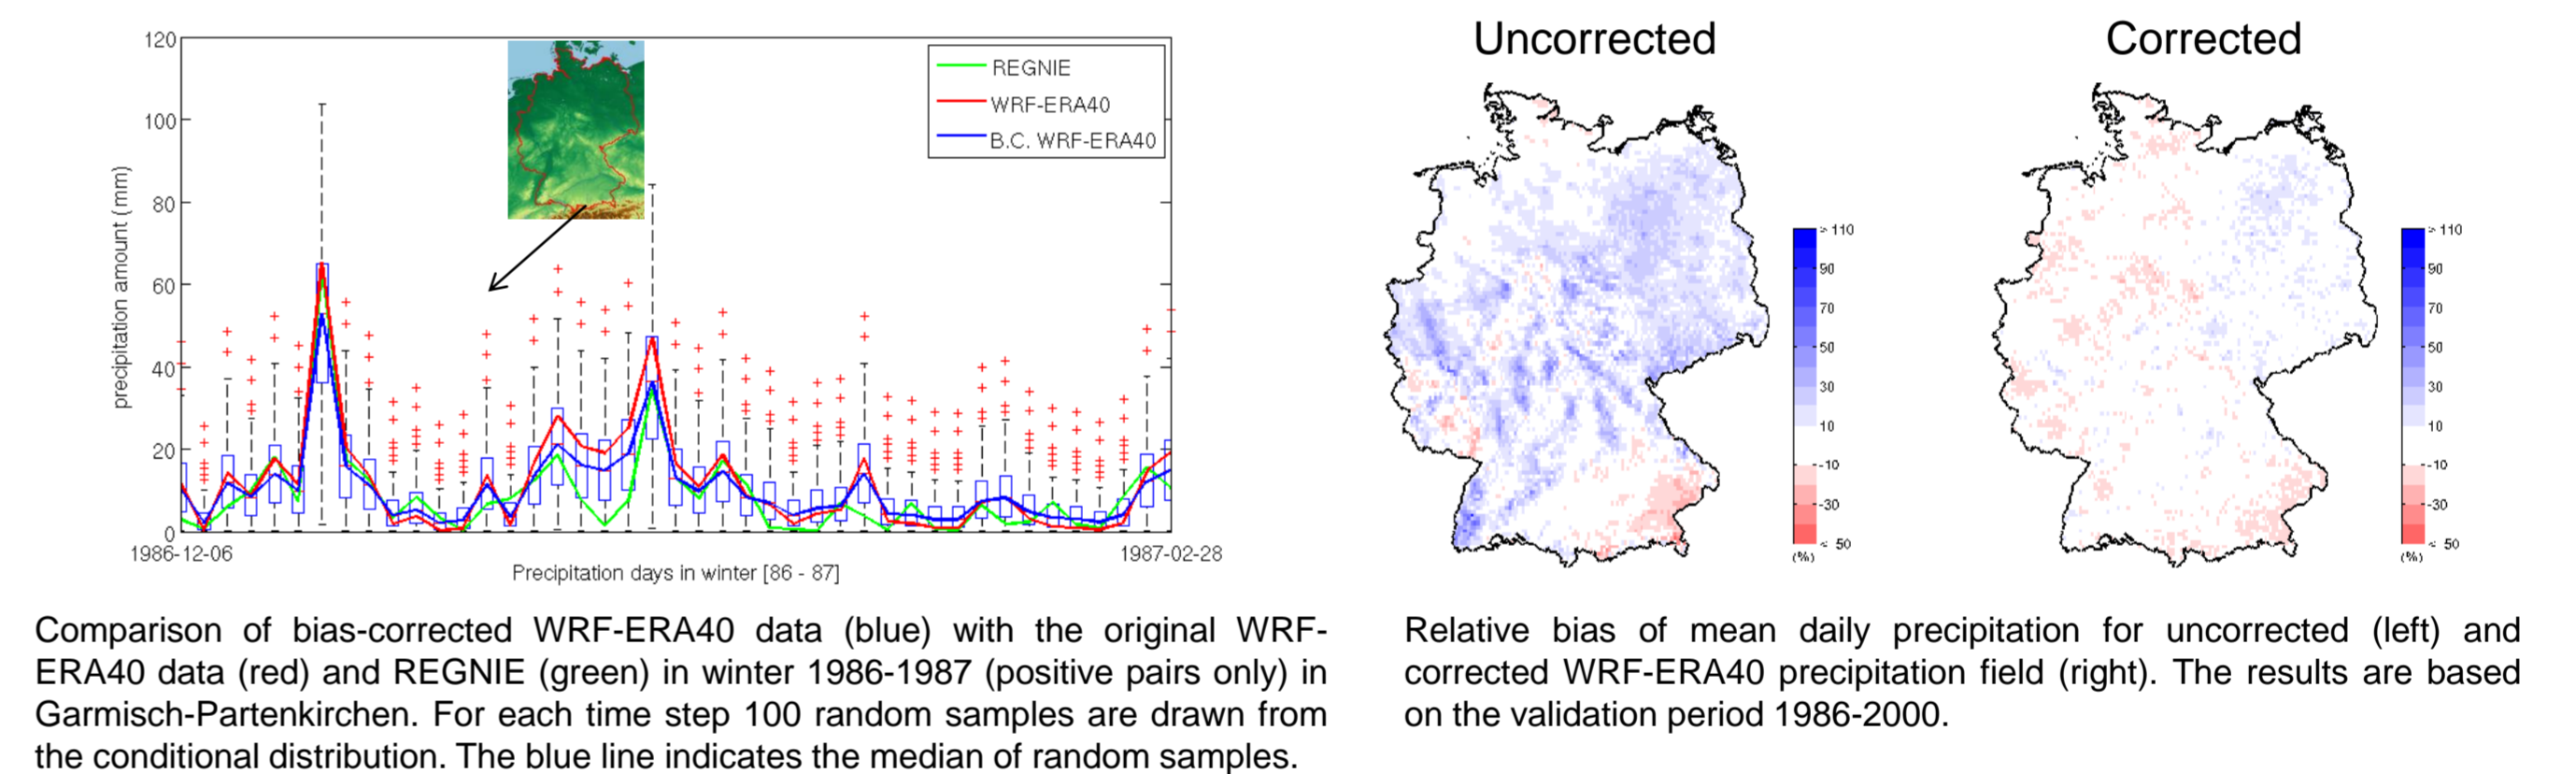 120
100
80
60
40
20
0
precipitation amount (mm)
REGNIE
WRF-ERA40
B.C. WRF-ERA40
1986-12-06
1987-02-28
Precipitation days in winter [86 - 87]
Uncorrected
Corrected
> 110
90
70
50
30
10
-10
-30
< 50
(%)
> 110
90
70
50
30
10
-10
-30
< 50
(%)
Comparison of bias-corrected WRF-ERA40 data (blue) with the original WRF-
ERA40 data (red) and REGNIE (green) in winter 1986-1987 (positive pairs only) in
Garmisch-Partenkirchen. For each time step 100 random samples are drawn from
the conditional distribution. The blue line indicates the median of random samples.
Relative bias of mean daily precipitation for uncorrected (left) and
corrected WRF-ERA40 precipitation field (right). The results are based
on the validation period 1986-2000.